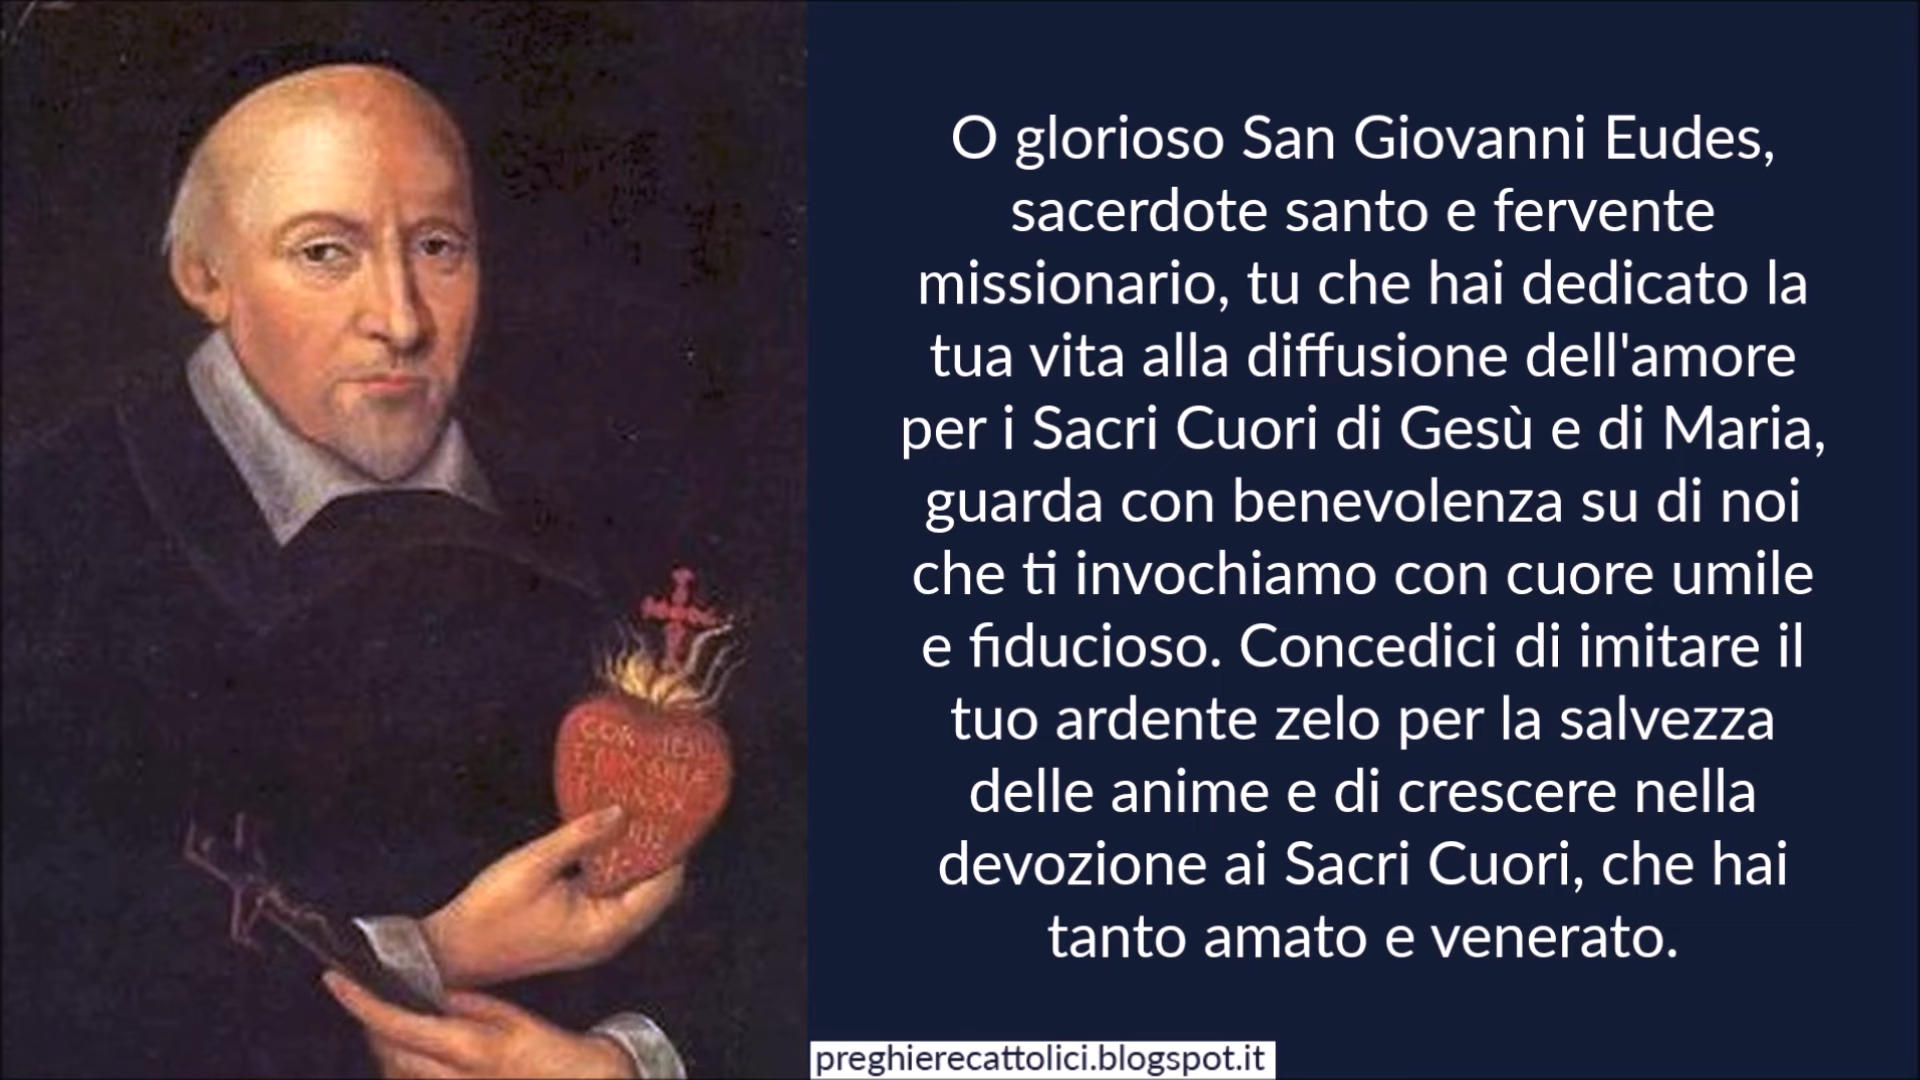 O glorioso San Giovanni Eudes,
sacerdote santo e fervente
missionario, tu che hai dedicato la
tua vita alla diffusione dell'amore
per i Sacri Cuori di Gesù e di Maria,
guarda con benevolenza su di noi
che ti invochiamo con cuore umile
e fiducioso. Concedici di imitare il
tuo ardente zelo per la salvezza
delle anime e di crescere nella
devozione ai Sacri Cuori, che hai
tanto amato e venerato.
preghierecattolici.blogspot.it
COR JESU